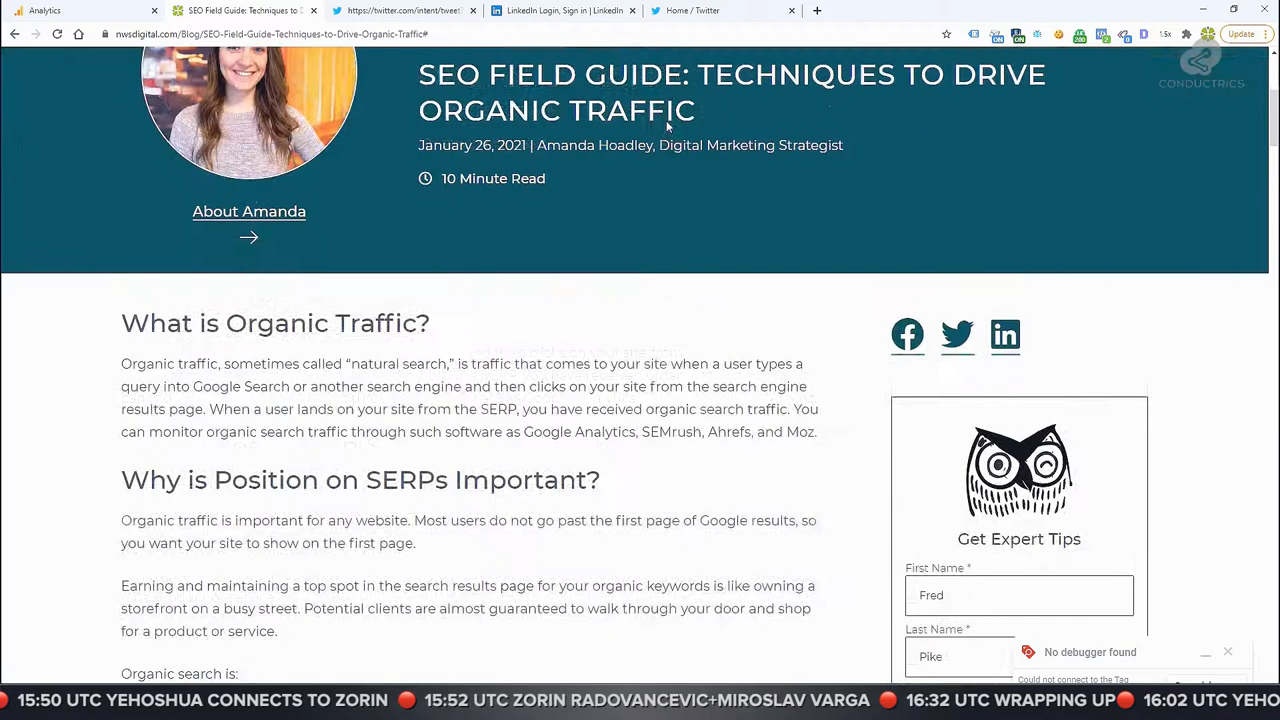 Analytics
SEO Field Guide: Techniques to D
https://twitter.com/intent/tweet?
LinkedIn Login, Sign in | LinkedIn
Home / Twitter
nwsdigital.com/Blog/SEO-Field-Guide-Techniques-to-Drive-Organic-Traffic#
ON
ON
200
1.5x
Update
CONDUCTRICS
SEO FIELD GUIDE: TECHNIQUES TO DRIVE
ORGANIC TRAFFIC
January 26, 2021 | Amanda Hoadley, Digital Marketing Strategist
10 Minute Read
About Amanda
What is Organic Traffic?
Organic traffic, sometimes called “natural search,” is traffic that comes to your site when a user types a
query into Google Search or another search engine and then clicks on your site from the search engine
results page. When a user lands on your site from the SERP, you have received organic search traffic. You
can monitor organic search traffic through such software as Google Analytics, SEMrush, Ahrefs, and Moz.
Why is Position on SERPs Important?
Organic traffic is important for any website. Most users do not go past the first page of Google results, so
you want your site to show on the first page.
Earning and maintaining a top spot in the search results page for your organic keywords is like owning a
storefront on a busy street. Potential clients are almost guaranteed to walk through your door and shop
for a product or service.
Organic search is:
Get Expert Tips
First Name *
Fred
Last Name *
Pike
No debugger found
Could not connect to the Tag
15:50 UTC YEHOSHUA CONNECTS TO ZORIN 15:52 UTC ZORIN RADOVANCEVIC+MIROSLAV VARGA 16:32 UTC WRAPPING UP 16:02 UTC YEHO